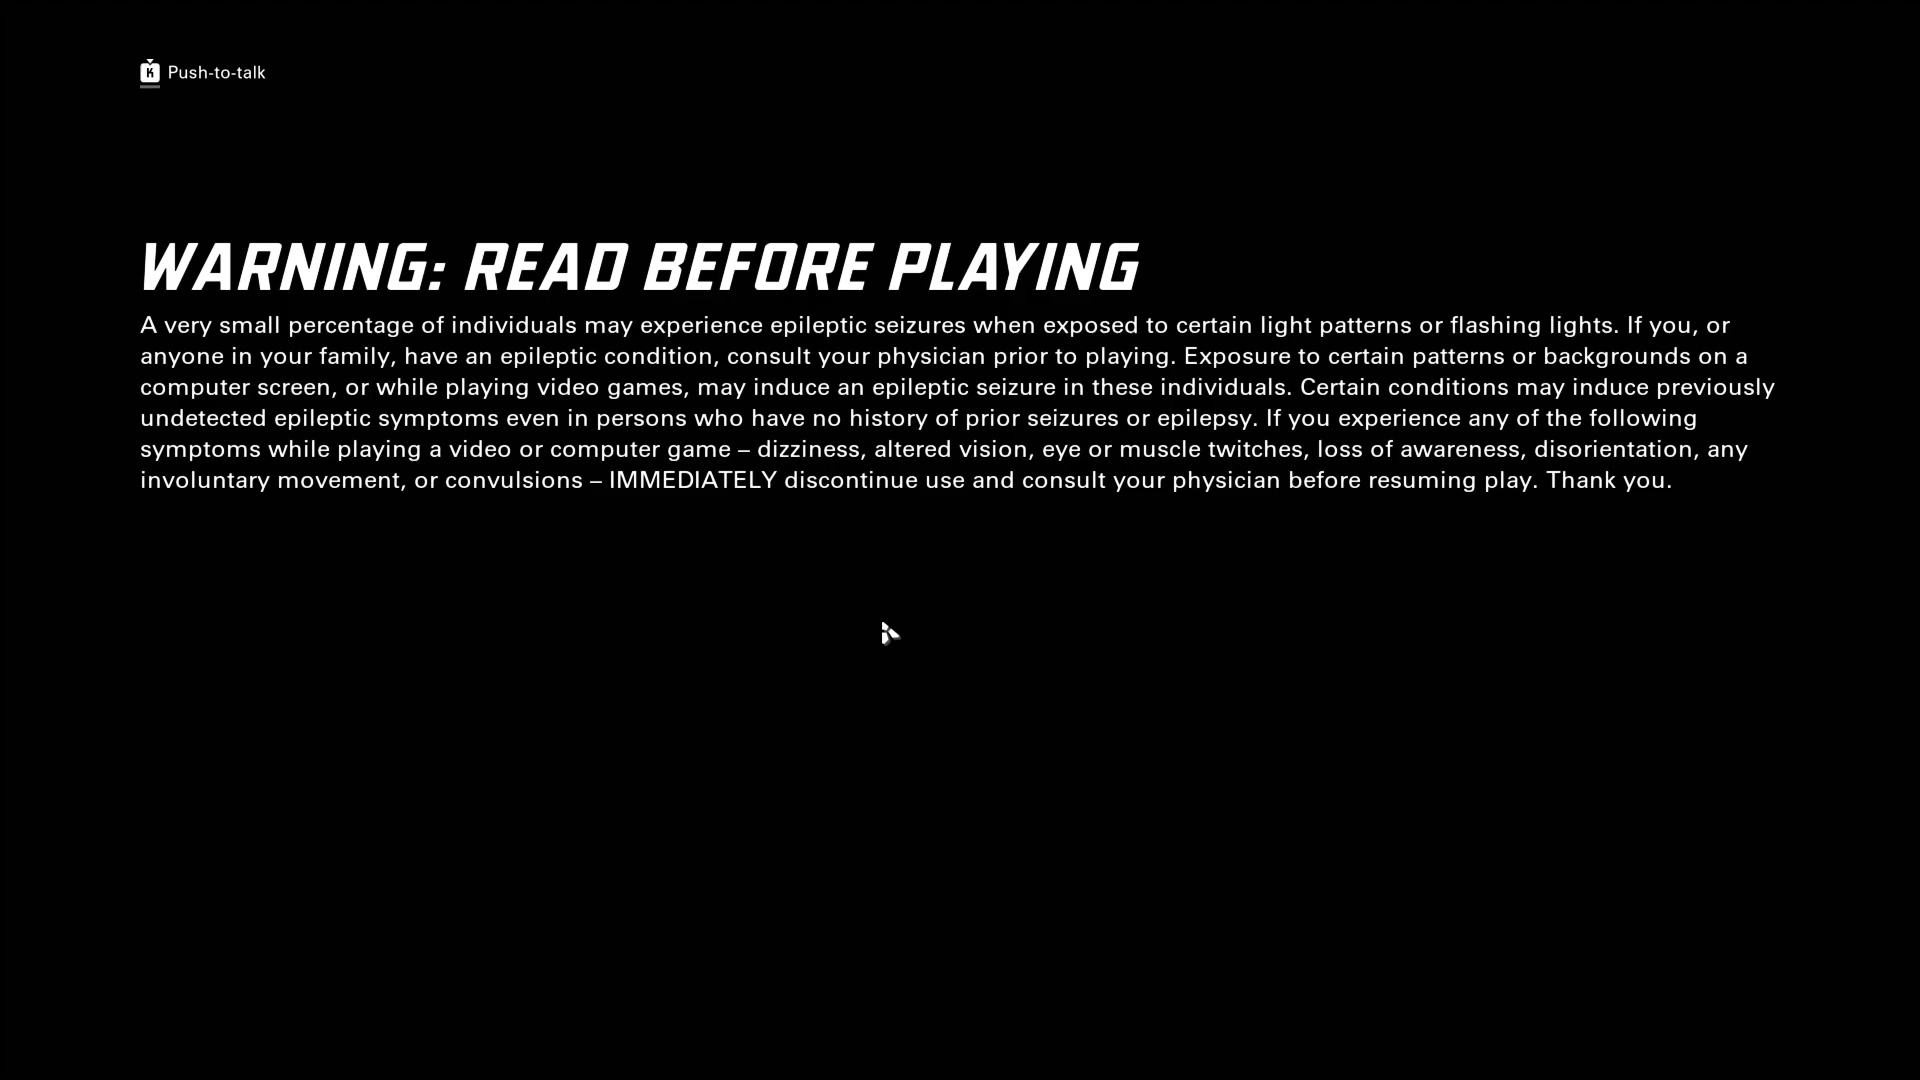 K Push-to-talk
WARNING: READ BEFORE PLAYING
A very small percentage of individuals may experience epileptic seizures when exposed to certain light patterns or flashing lights. If you, or
anyone in your family, have an epileptic condition, consult your physician prior to playing. Exposure to certain patterns or backgrounds on a
computer screen, or while playing video games, may induce an epileptic seizure in these individuals. Certain conditions may induce previously
undetected epileptic symptoms even in persons who have no history of prior seizures or epilepsy. If you experience any of the following
symptoms while playing a video or computer game – dizziness, altered vision, eye or muscle twitches, loss of awareness, disorientation, any
involuntary movement, or convulsions – IMMEDIATELY discontinue use and consult your physician before resuming play. Thank you.